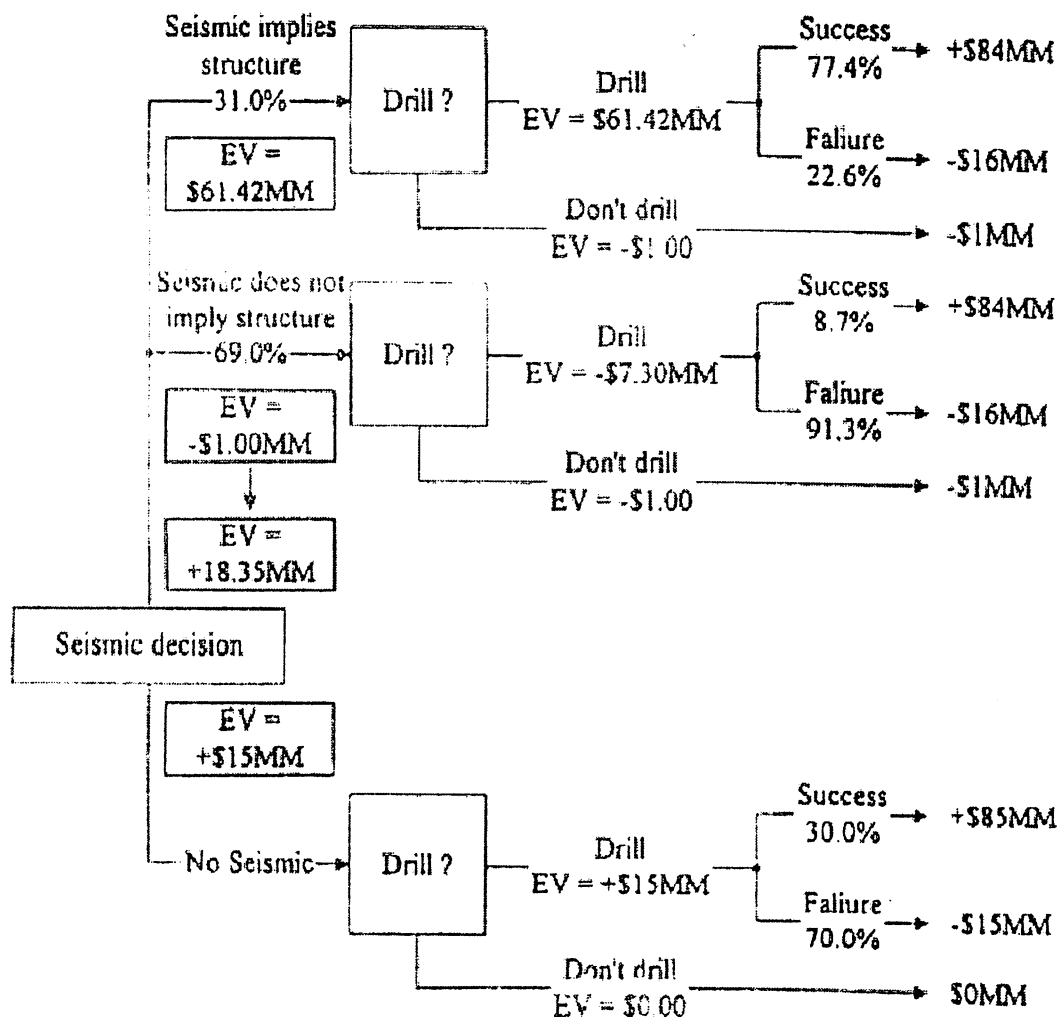 Seismic implies
structure
31.0%
EV =
$61.42MM
Drill ?
Drill
EV = $61.42MM
Success
77.4%
+$84MM
Faliure
22.6%
-$16MM
Don't drill
EV = -$1.00
-$1MM
Seismic does not
imply structure
69.0%
EV =
-$1.00MM
EV =
+18.35MM
Drill ?
Drill
EV = -$7.30MM
Success
8.7%
+$84MM
Faliure
91.3%
-$16MM
Don't drill
EV = -$1.00
-$1MM
Seismic decision
EV =
+$15MM
No Seismic
Drill ?
Drill
EV = +$15MM
Success
30.0%
+$85MM
Faliure
70.0%
-$15MM
Don't drill
EV = $0.00
$0MM